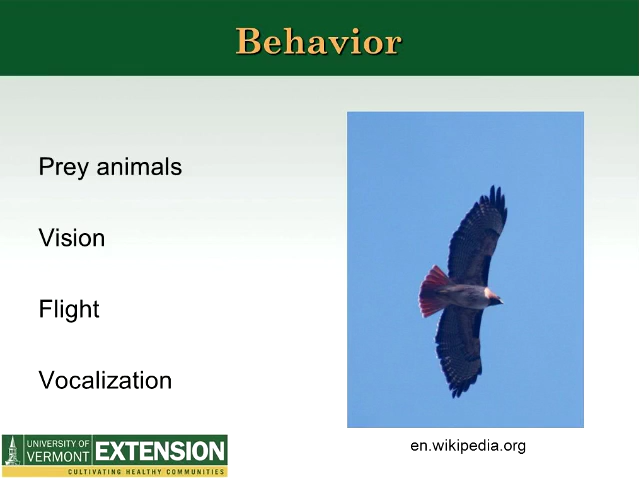 Behavior
Prey animals
Vision
Flight
Vocalization
en.wikipedia.org
UNIVERSITY OF
VERMONT
EXTENSION
CULTIVATING HEALTHY COMMUNITIES